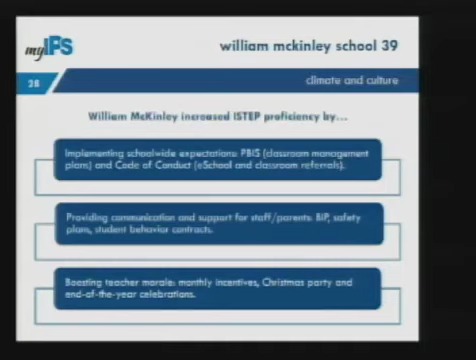 myIPS
william mckinley school 39
28
climate and culture
William McKinley increased ISTEP proficiency by...
Implementing schoolwide expectations: PBIS (classroom management
plans) and Code of Conduct (eSchool and classroom referrals).
Providing communication and support for staff/parents: BIP, safety
plans, student behavior contracts.
Boosting teacher morale: monthly incentives, Christmas party and
end-of-the-year celebrations.